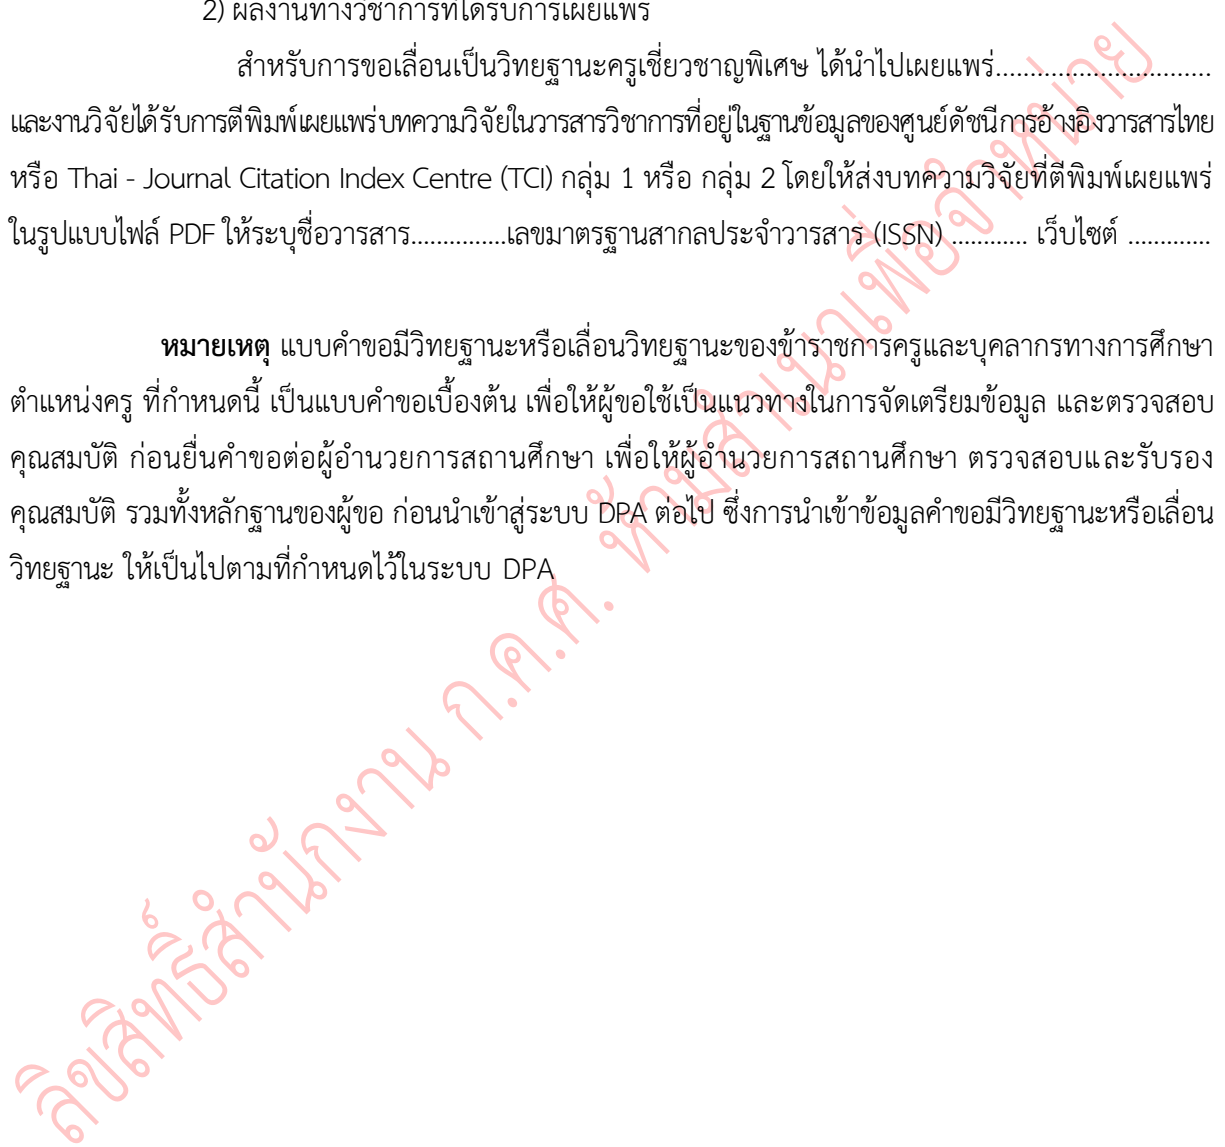 2) ผลงานทางวิชาการที่ได้รับการเผยแพร่
สำหรับการขอเลื่อนเป็นวิทยฐานะครูเชี่ยวชาญพิเศษ ได้นำไปเผยแพร่...............................
และงานวิจัยได้รับการตีพิมพ์เผยแพร่บทความวิจัยในวารสารวิชาการที่อยู่ในฐานข้อมูลของศูนย์ดัชนีการอ้างอิงวารสารไทย
หรือ Thai - Journal Citation Index Centre (TCI) กลุ่ม 1 หรือ กลุ่ม 2 โดยให้ส่งบทความวิจัยที่ตีพิมพ์เผยแพร่
ในรูปแบบไฟล์ PDF ให้ระบุชื่อวารสาร...............เลขมาตรฐานสากลประจำวารสาร (ISSN) ............ เว็บไซต์ .............
หมายเหตุ แบบคำขอมีวิทยฐานะหรือเลื่อนวิทยฐานะของข้าราชการครูและบุคลากรทางการศึกษา
ตำแหน่งครู ที่กำหนดนี้ เป็นแบบคำขอเบื้องต้น เพื่อให้ผู้ขอใช้เป็นแนวทางในการจัดเตรียมข้อมูล และตรวจสอบ
คุณสมบัติ ก่อนยื่นคำขอต่อผู้อำนวยการสถานศึกษา เพื่อให้ผู้อำนวยการสถานศึกษา ตรวจสอบและรับรอง
คุณสมบัติ รวมทั้งหลักฐานของผู้ขอ ก่อนนำเข้าสู่ระบบ DPA ต่อไป ซึ่งการนำเข้าข้อมูลคำขอมีวิทยฐานะหรือเลื่อน
วิทยฐานะ ให้เป็นไปตามที่กำหนดไว้ในระบบ DPA
ลิขสิทธิ์สำนักงาน ก.ค.ศ. ห้ามสำเนาเพื่อจำหน่าย